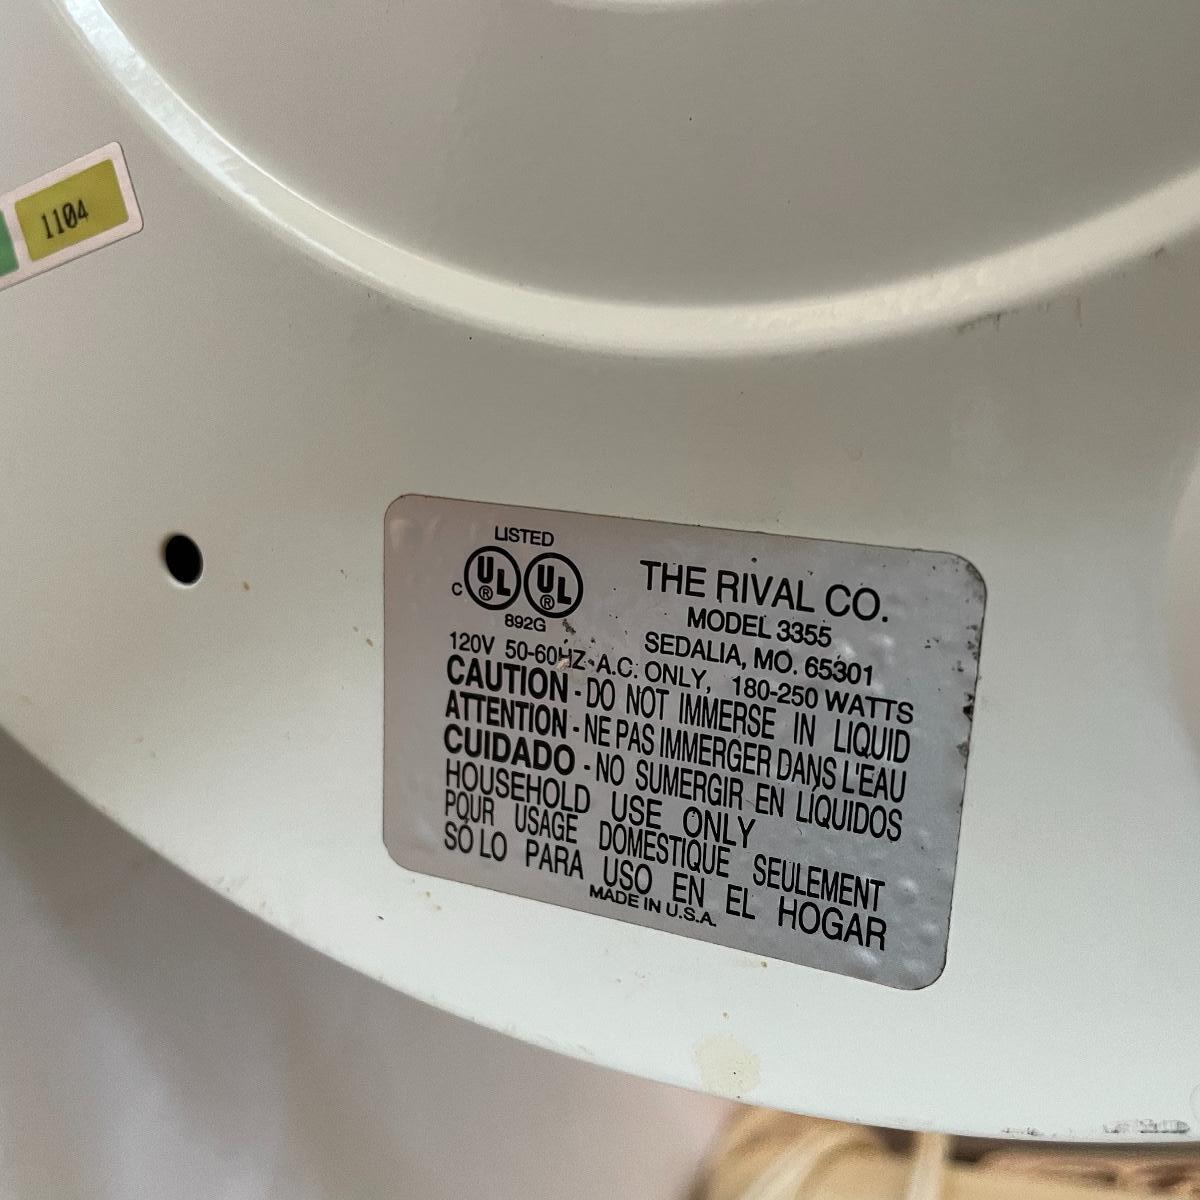 1104
LISTED
C UL ® UL ®
892G
THE RIVAL CO.
MODEL 3355
SEDALIA, MO. 65301
120V 50-60HZ A.C. ONLY, 180-250 WATTS
CAUTION - DO NOT IMMERSE IN LIQUID
ATTENTION - NE PAS IMMERGER DANS L'EAU
CUIDADO - NO SUMERGIR EN LÍQUIDOS
HOUSEHOLD USE ONLY
POUR USAGE DOMESTIQUE SEULEMENT
SÓLO PARA USO EN EL HOGAR
MADE IN U.S.A.